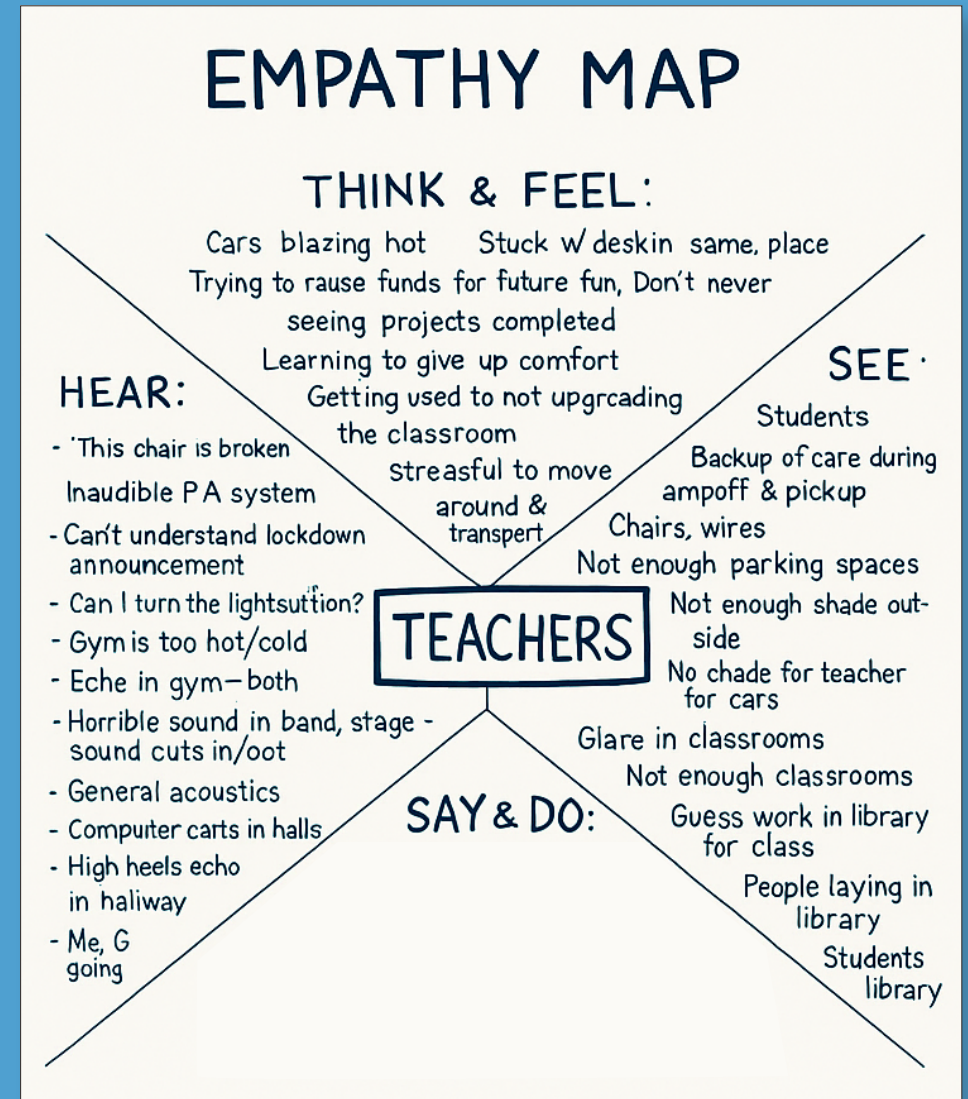 EMPATHY MAP
THINK & FEEL:
Cars blazing hot Stuck w/ deskin same, place
Trying to rause funds for future fun, Don't never
seeing projects completed
Learning to give up comfort
Getting used to not upgrcading
the classroom
streasful to move
around &
transpert
HEAR:
- 'This chair is broken
Inaudible PA system
- Can't understand lockdown
announcement
- Can I turn the lightsuttion?
- Gym is too hot/cold
- Eche in gym—both
- Horrible sound in band, stage -
sound cuts in/oot
- General acoustics
- Computer carts in halls
- High heels echo
in haliway
- Me, G
going
TEACHERS
SEE·
Students
Backup of care during
ampoff & pickup
Chairs, wires
Not enough parking spaces
Not enough shade out-
side
No chade for teacher
for cars
Glare in classrooms
Not enough classrooms
Guess work in library
for class
People laying in
library
Students
library
SAY & DO: